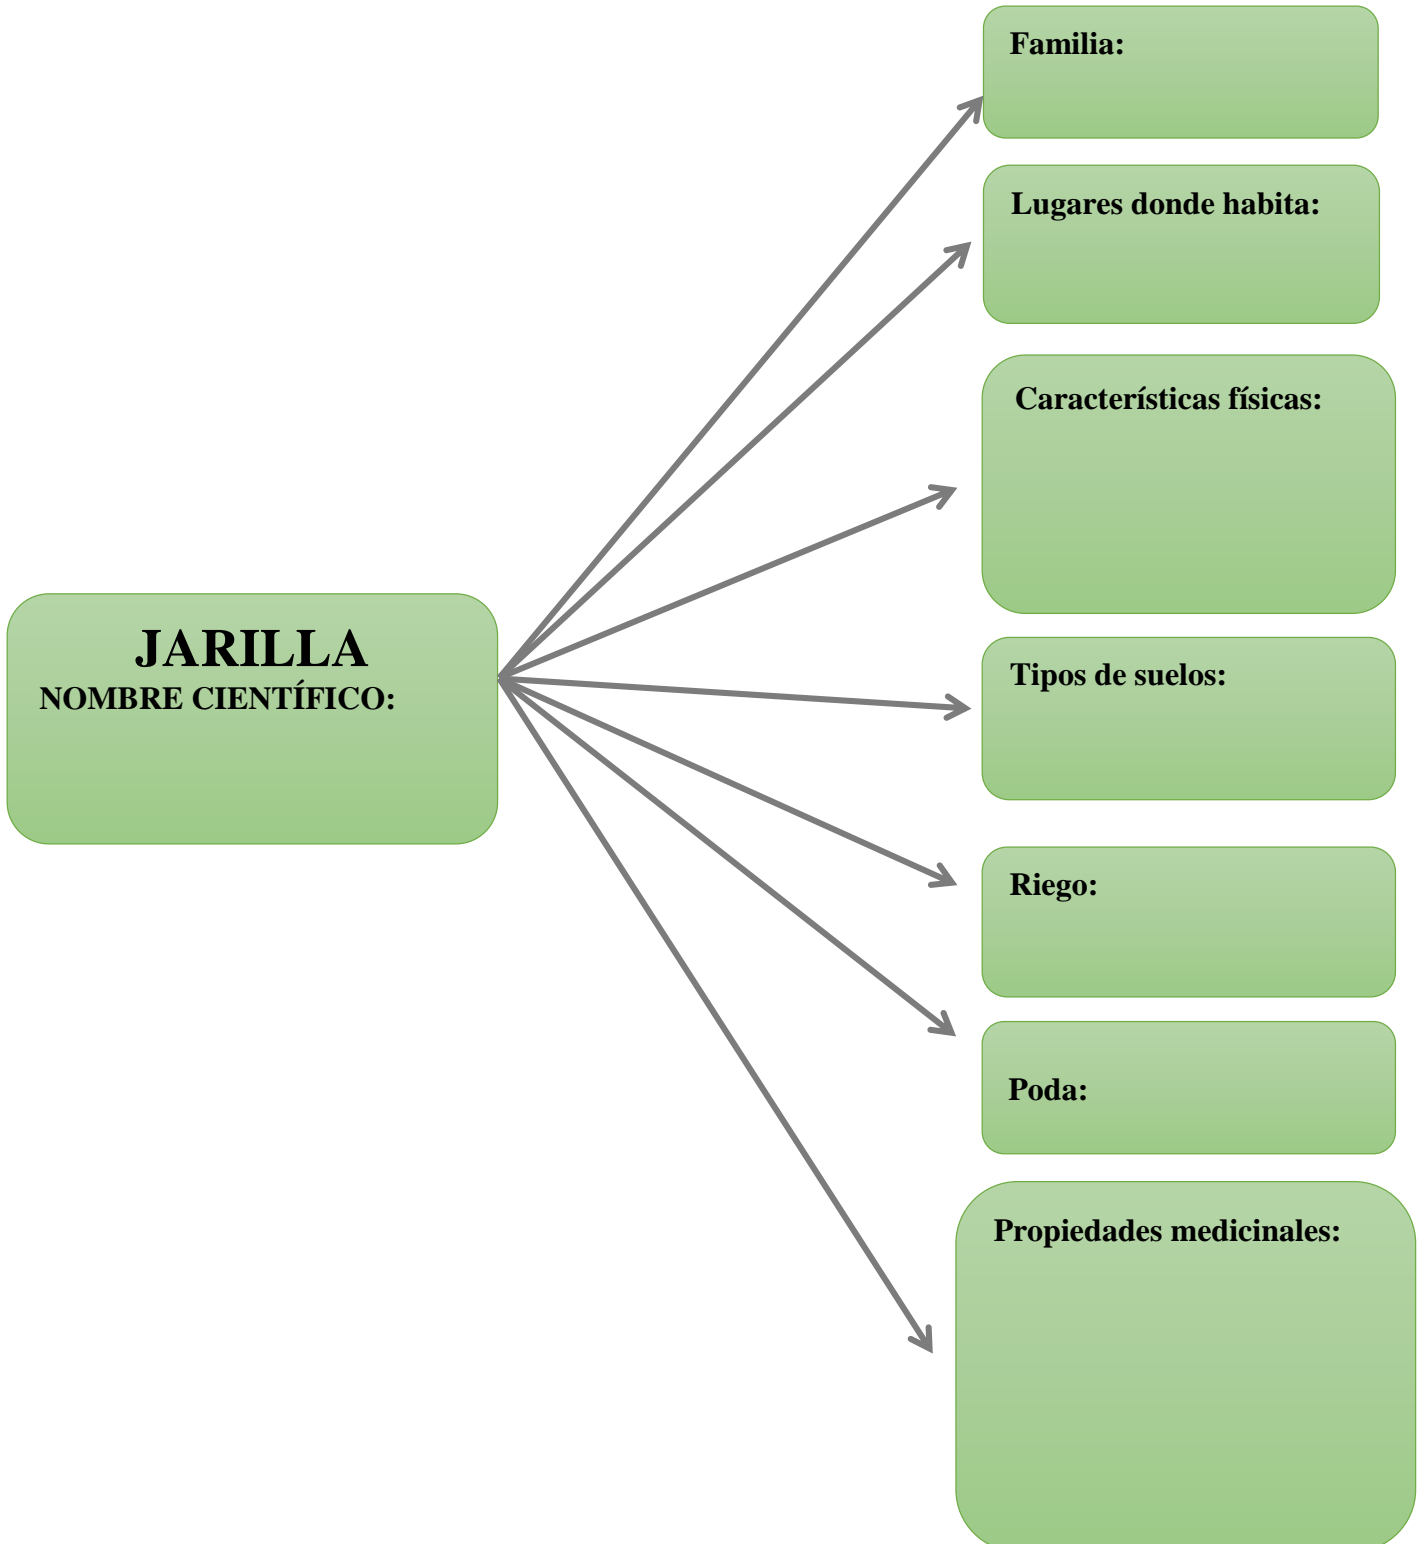 JARILLA
NOMBRE CIENTÍFICO:
Familia:
Lugares donde habita:
Características físicas:
Tipos de suelos:
Riego:
Poda:
Propiedades medicinales: